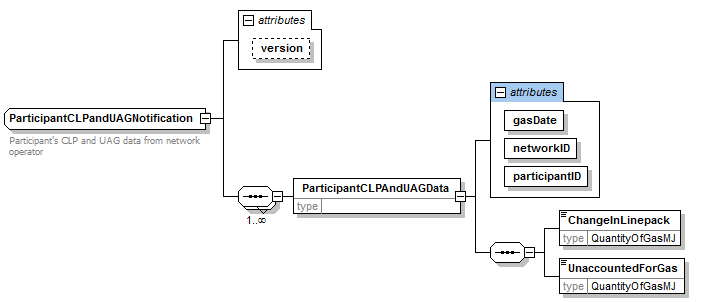 attributes
version
ParticipantCLPandUAGNotification
Participant's CLP and UAG data from network
operator
1..∞
ParticipantCLPAndUAGData
type
attributes
gasDate
networkID
participantID
ChangeInLinepack
type QuantityOfGasMJ
UnaccountedForGas
type QuantityOfGasMJ